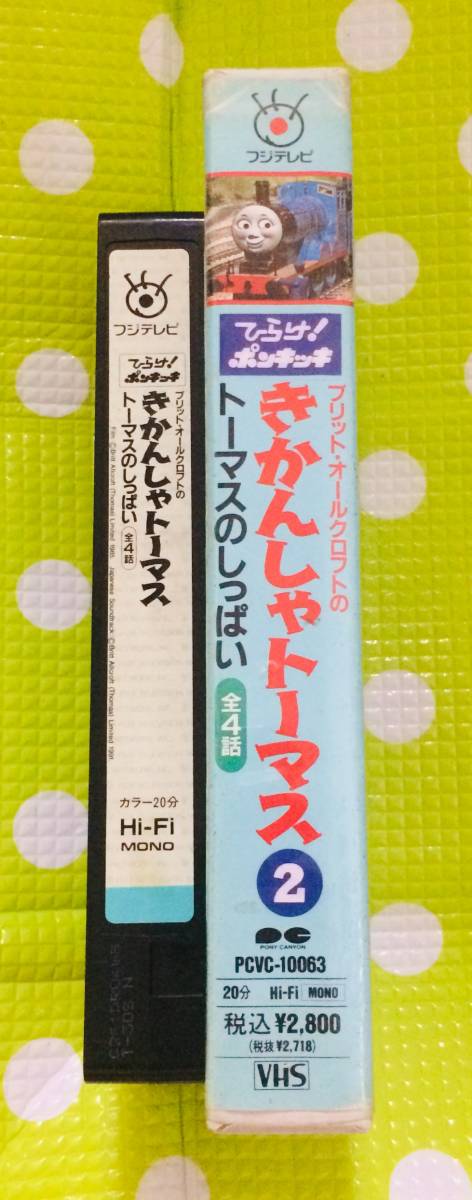 フジテレビ
ひらけ!
ポンキッキ
ブリット・オールクロフトの
きかんしゃトーマス
トーマスのしっぱい
全4話
カラー20分
Hi-Fi
MONO
フジテレビ
ひらけ!
ポンキッキ
ブリット・オールクロフトの
きかんしゃトーマス
トーマスのしっぱい
全4話
2
PONY CANYON
PCVC-10063
20分 Hi-Fi MONO
税込¥2,800
(税抜¥2,718)
VHS